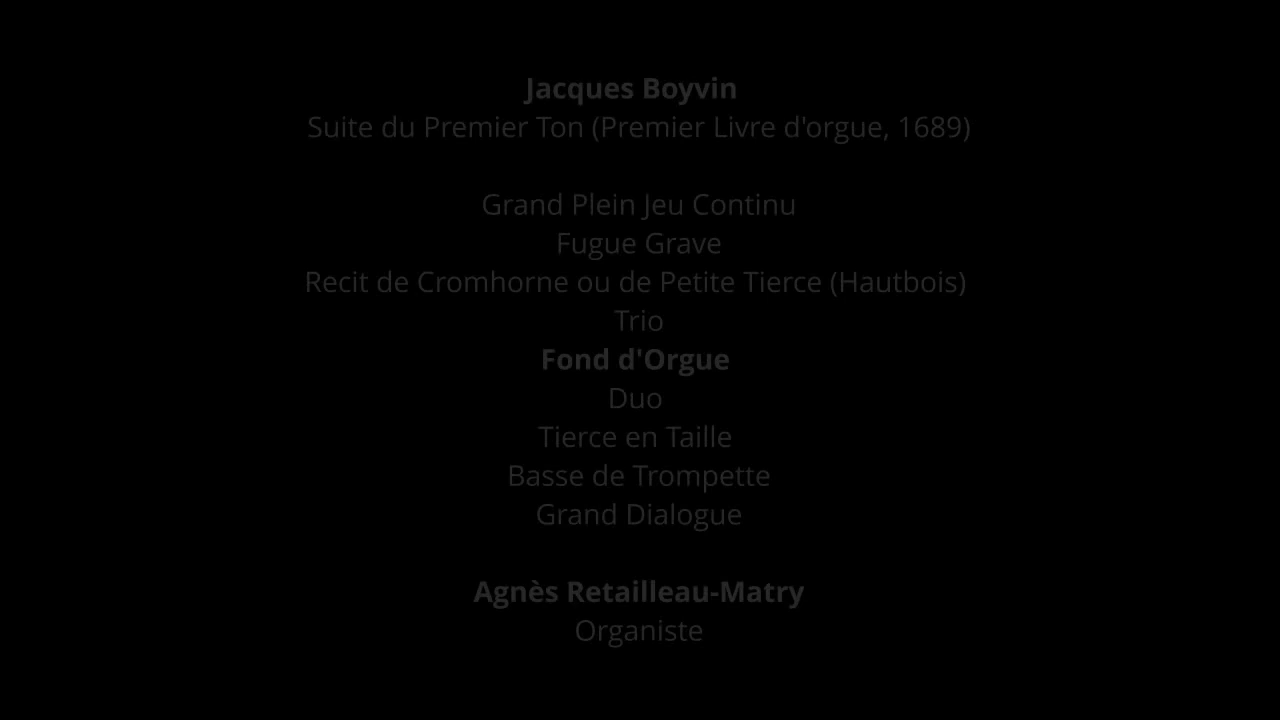 Jacques Boyvin
Suite du Premier Ton (Premier Livre d'orgue, 1689)
Grand Plein Jeu Continu
Fugue Grave
Recit de Cromhorne ou de Petite Tierce (Hautbois)
Trio
Fond d'Orgue
Duo
Tierce en Taille
Basse de Trompette
Grand Dialogue
Agnès Retailleau-Matry
Organiste